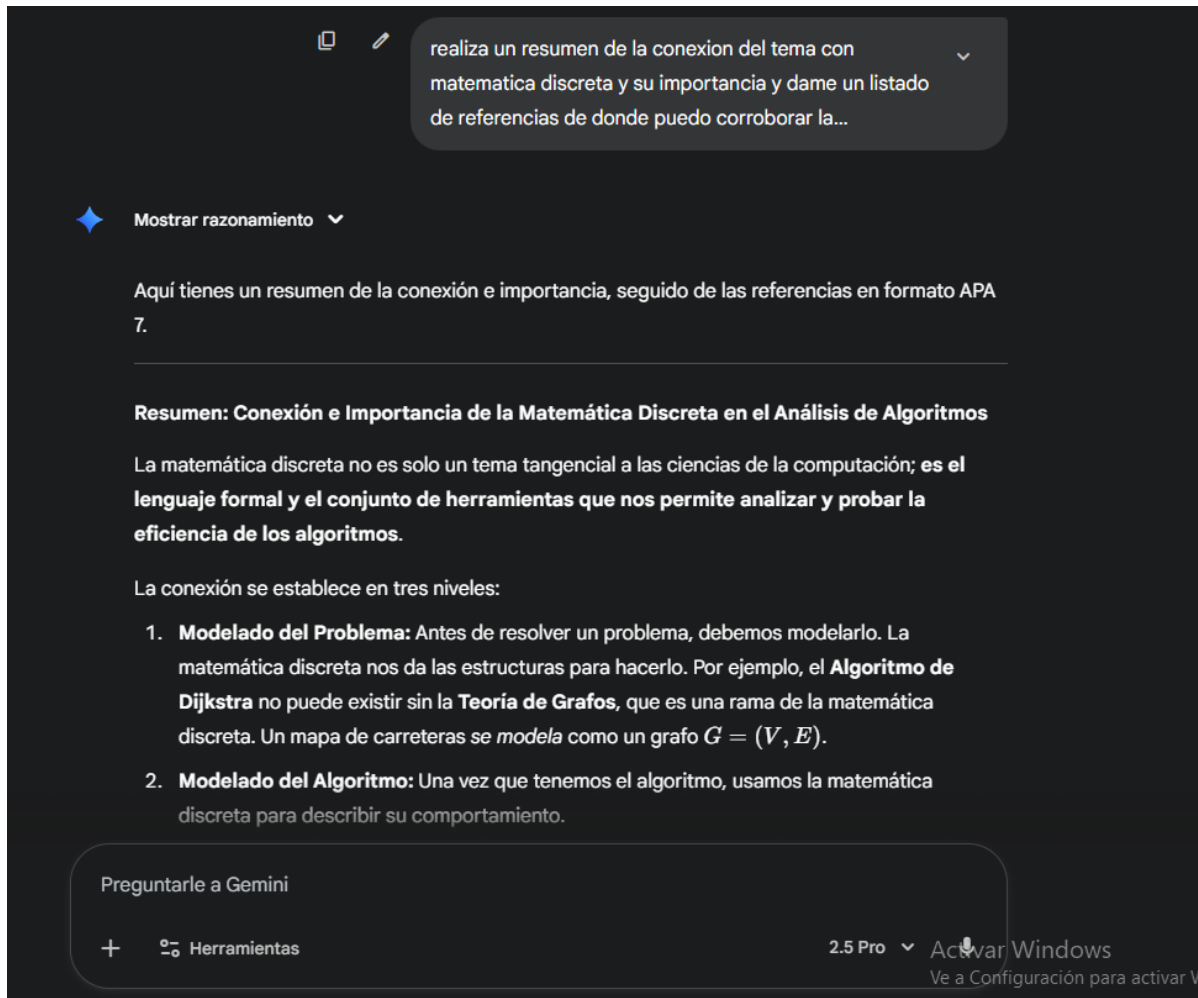 realiza un resumen de la conexion del tema con
matematica discreta y su importancia y dame un listado
de referencias de donde puedo corroborar la...
Mostrar razonamiento
Aquí tienes un resumen de la conexión e importancia, seguido de las referencias en formato APA
7.
Resumen: Conexión e Importancia de la Matemática Discreta en el Análisis de Algoritmos
La matemática discreta no es solo un tema tangencial a las ciencias de la computación; es el
lenguaje formal y el conjunto de herramientas que nos permite analizar y probar la
eficiencia de los algoritmos.
La conexión se establece en tres niveles:
1. Modelado del Problema: Antes de resolver un problema, debemos modelarlo. La
matemática discreta nos da las estructuras para hacerlo. Por ejemplo, el Algoritmo de
Dijkstra no puede existir sin la Teoría de Grafos, que es una rama de la matemática
discreta. Un mapa de carreteras se modela como un grafo G = (V, E).
2. Modelado del Algoritmo: Una vez que tenemos el algoritmo, usamos la matemática
discreta para describir su comportamiento.
Preguntarle a Gemini
Herramientas
2.5 Pro
Activar Windows
Ve a Configuración para activar